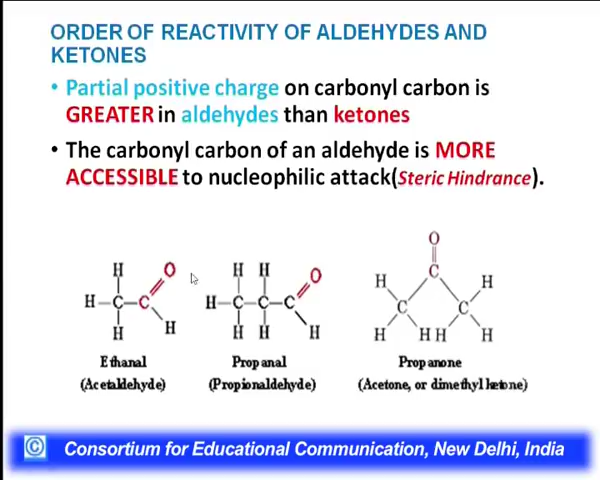 ORDER OF REACTIVITY OF ALDEHYDES AND
KETONES
• Partial positive charge on carbonyl carbon is
GREATER in aldehydes than ketones
• The carbonyl carbon of an aldehyde is MORE
ACCESSIBLE to nucleophilic attack(Steric Hindrance).
H O
H-C-C
H H
Ethanal
(Acetaldehyde)
H H O
H-C-C-C
H H H
Propanal
(Propionaldehyde)
O
C
H H
C C
H H H H
Propanone
(Acetone, or dimethyl ketone)
© Consortium for Educational Communication, New Delhi, India